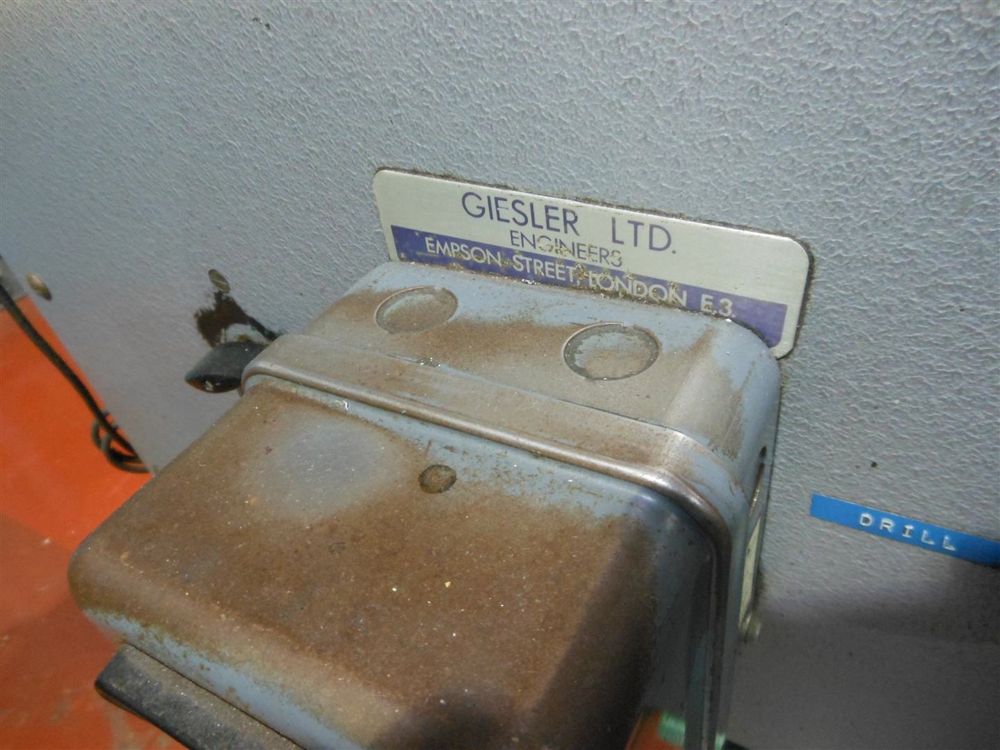 GIESLER LTD.
ENGINEERS
EMPSON STREET, LONDON E.3.
DRILL